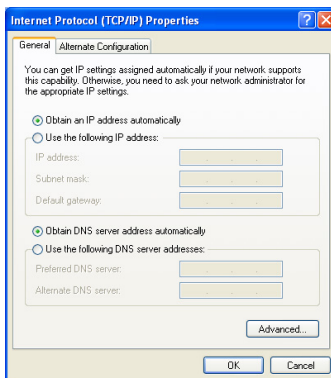 Internet Protocol (TCP/IP) Properties
General
Alternate Configuration
You can get IP settings assigned automatically if your network supports
this capability. Otherwise, you need to ask your network administrator for
the appropriate IP settings.
Obtain an IP address automatically
Use the following IP address:
IP address:
Subnet mask:
Default gateway:
Obtain DNS server address automatically
Use the following DNS server addresses:
Preferred DNS server:
Alternate DNS server:
Advanced...
OK
Cancel